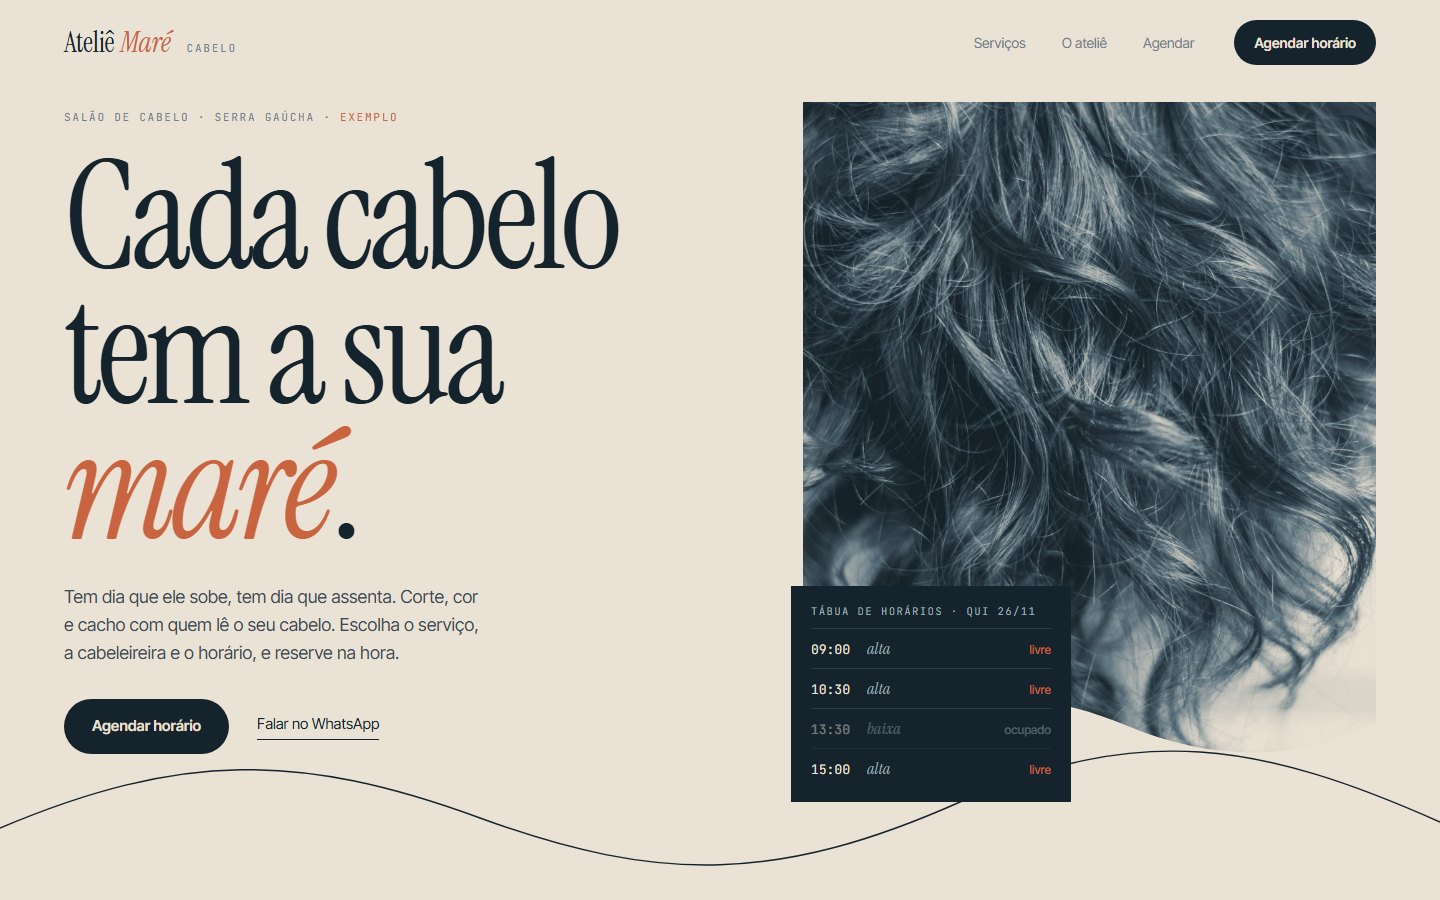 Ateliê Maré CABELO
Serviços O ateliê Agendar Agendar horário
SALÃO DE CABELO · SERRA GAÚCHA · EXEMPLO
Cada cabelo
tem a sua
maré.
Tem dia que ele sobe, tem dia que assenta. Corte, cor
e cacho com quem lê o seu cabelo. Escolha o serviço,
a cabeleireira e o horário, e reserve na hora.
Agendar horário Falar no WhatsApp
TÁBUA DE HORÁRIOS · QUI 26/11
09:00 alta livre
10:30 alta livre
13:30 baixa ocupado
15:00 alta livre